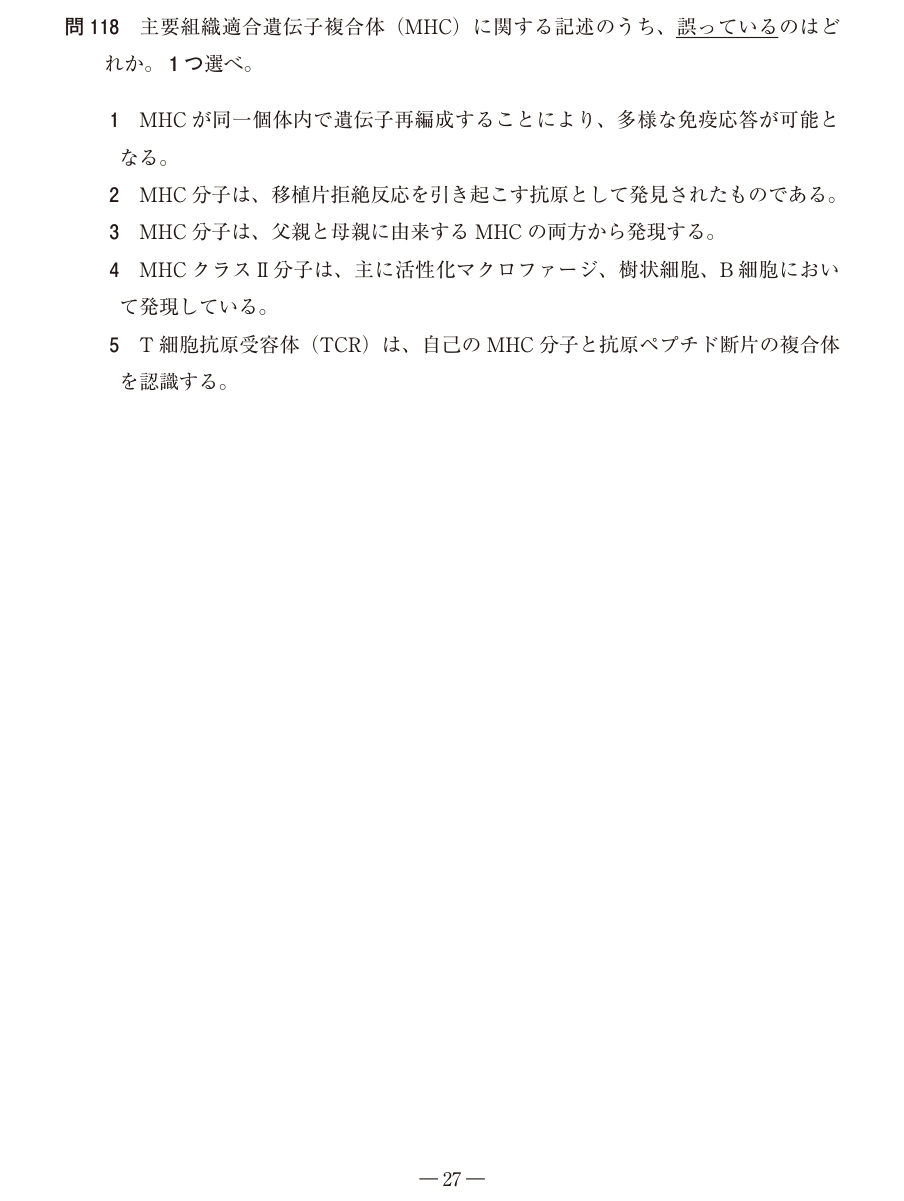 問 118　主要組織適合遺伝子複合体（MHC）に関する記述のうち、誤っているのはど
れか。1つ選べ。
1　MHC が同一個体内で遺伝子再編成することにより、多様な免疫応答が可能と
なる。
2　MHC 分子は、移植片拒絶反応を引き起こす抗原として発見されたものである。
3　MHC 分子は、父親と母親に由来する MHC の両方から発現する。
4　MHC クラスⅡ分子は、主に活性化マクロファージ、樹状細胞、B 細胞におい
て発現している。
5　T 細胞抗原受容体（TCR）は、自己の MHC 分子と抗原ペプチド断片の複合体
を認識する。
— 27 —